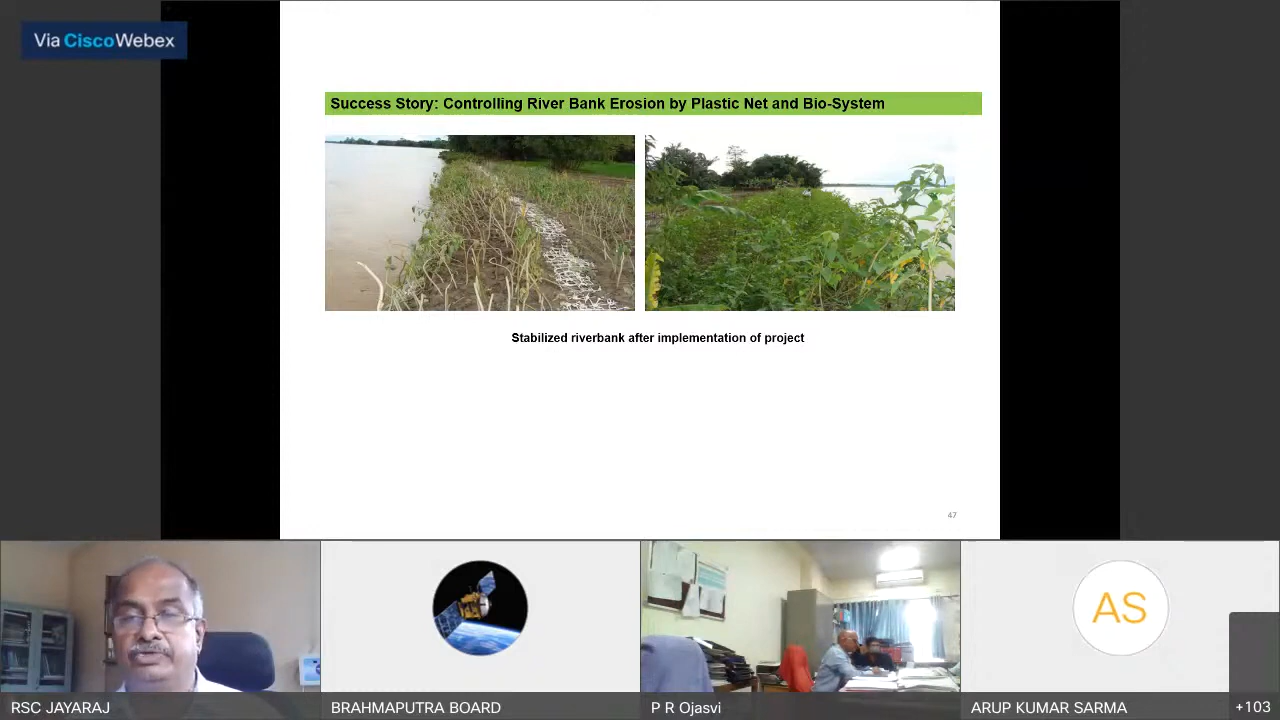 Via CiscoWebex
Success Story: Controlling River Bank Erosion by Plastic Net and Bio-System
Stabilized riverbank after implementation of project
47
AS
RSC JAYARAJ
BRAHMAPUTRA BOARD
P R Ojasvi
ARUP KUMAR SARMA
+103